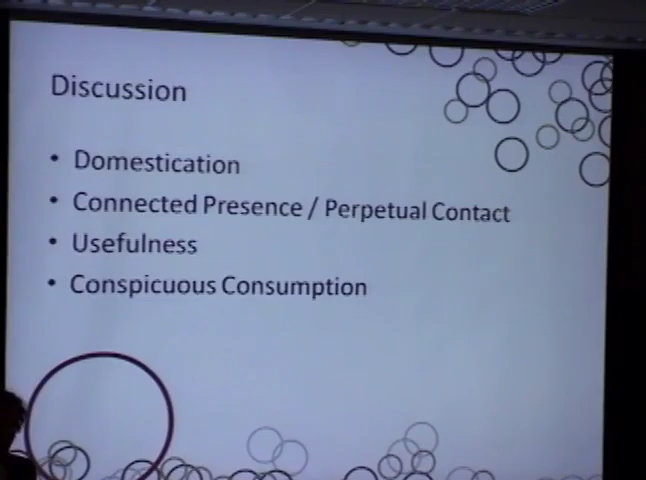 Discussion
• Domestication
• Connected Presence / Perpetual Contact
• Usefulness
• Conspicuous Consumption